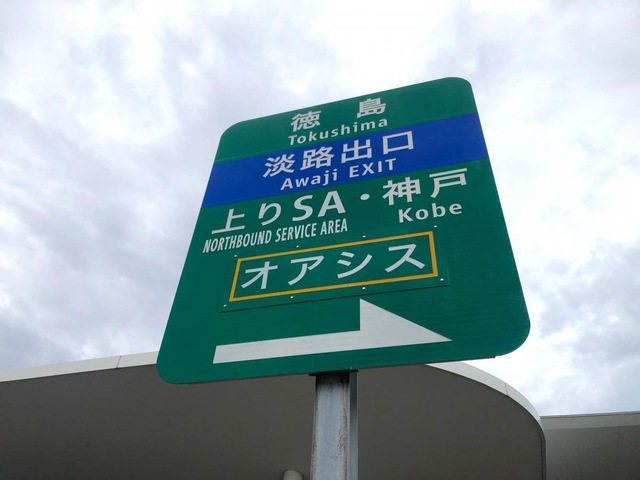 徳島
Tokushima
淡路出口
Awaji EXIT
上りSA・神戸
NORTHBOUND SERVICE AREA Kobe
オアシス